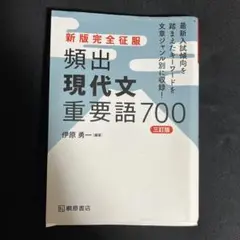 最新入試傾向を
踏まえたキーワードを
文章ジャンル別に収録!
新版完全征服
頻出
現代文
重要語700
三訂版
伊原勇一 編著
桐原書店